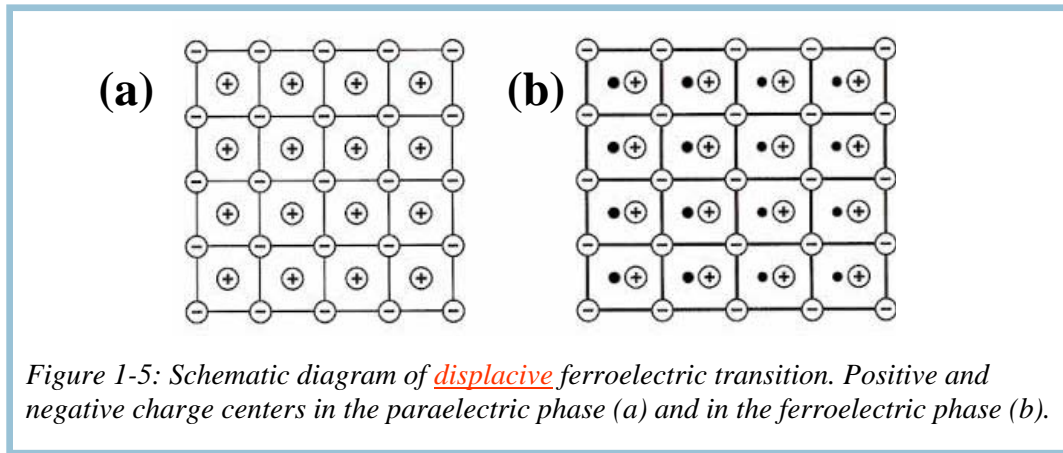 (a) (b)
Figure 1-5: Schematic diagram of displacive ferroelectric transition. Positive and
negative charge centers in the paraelectric phase (a) and in the ferroelectric phase (b).